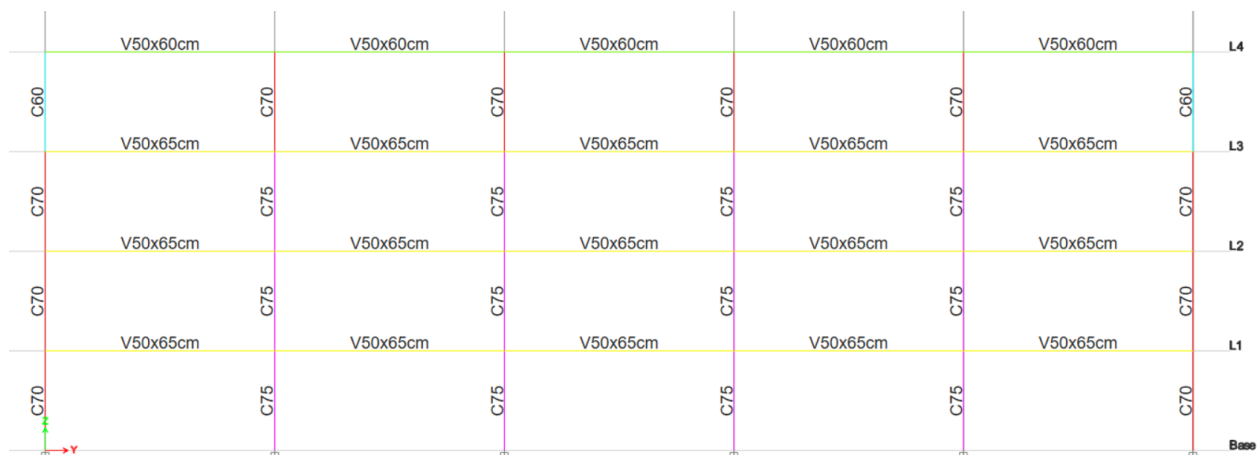 V50x60cm V50x60cm V50x60cm V50x60cm V50x60cm L4
C60 C70 C70 C70 C70 C60
V50x65cm V50x65cm V50x65cm V50x65cm V50x65cm L3
C70 C75 C75 C75 C75 C70
V50x65cm V50x65cm V50x65cm V50x65cm V50x65cm L2
C70 C75 C75 C75 C75 C70
V50x65cm V50x65cm V50x65cm V50x65cm V50x65cm L1
C70 C75 C75 C75 C75 C70
Z
Y Base